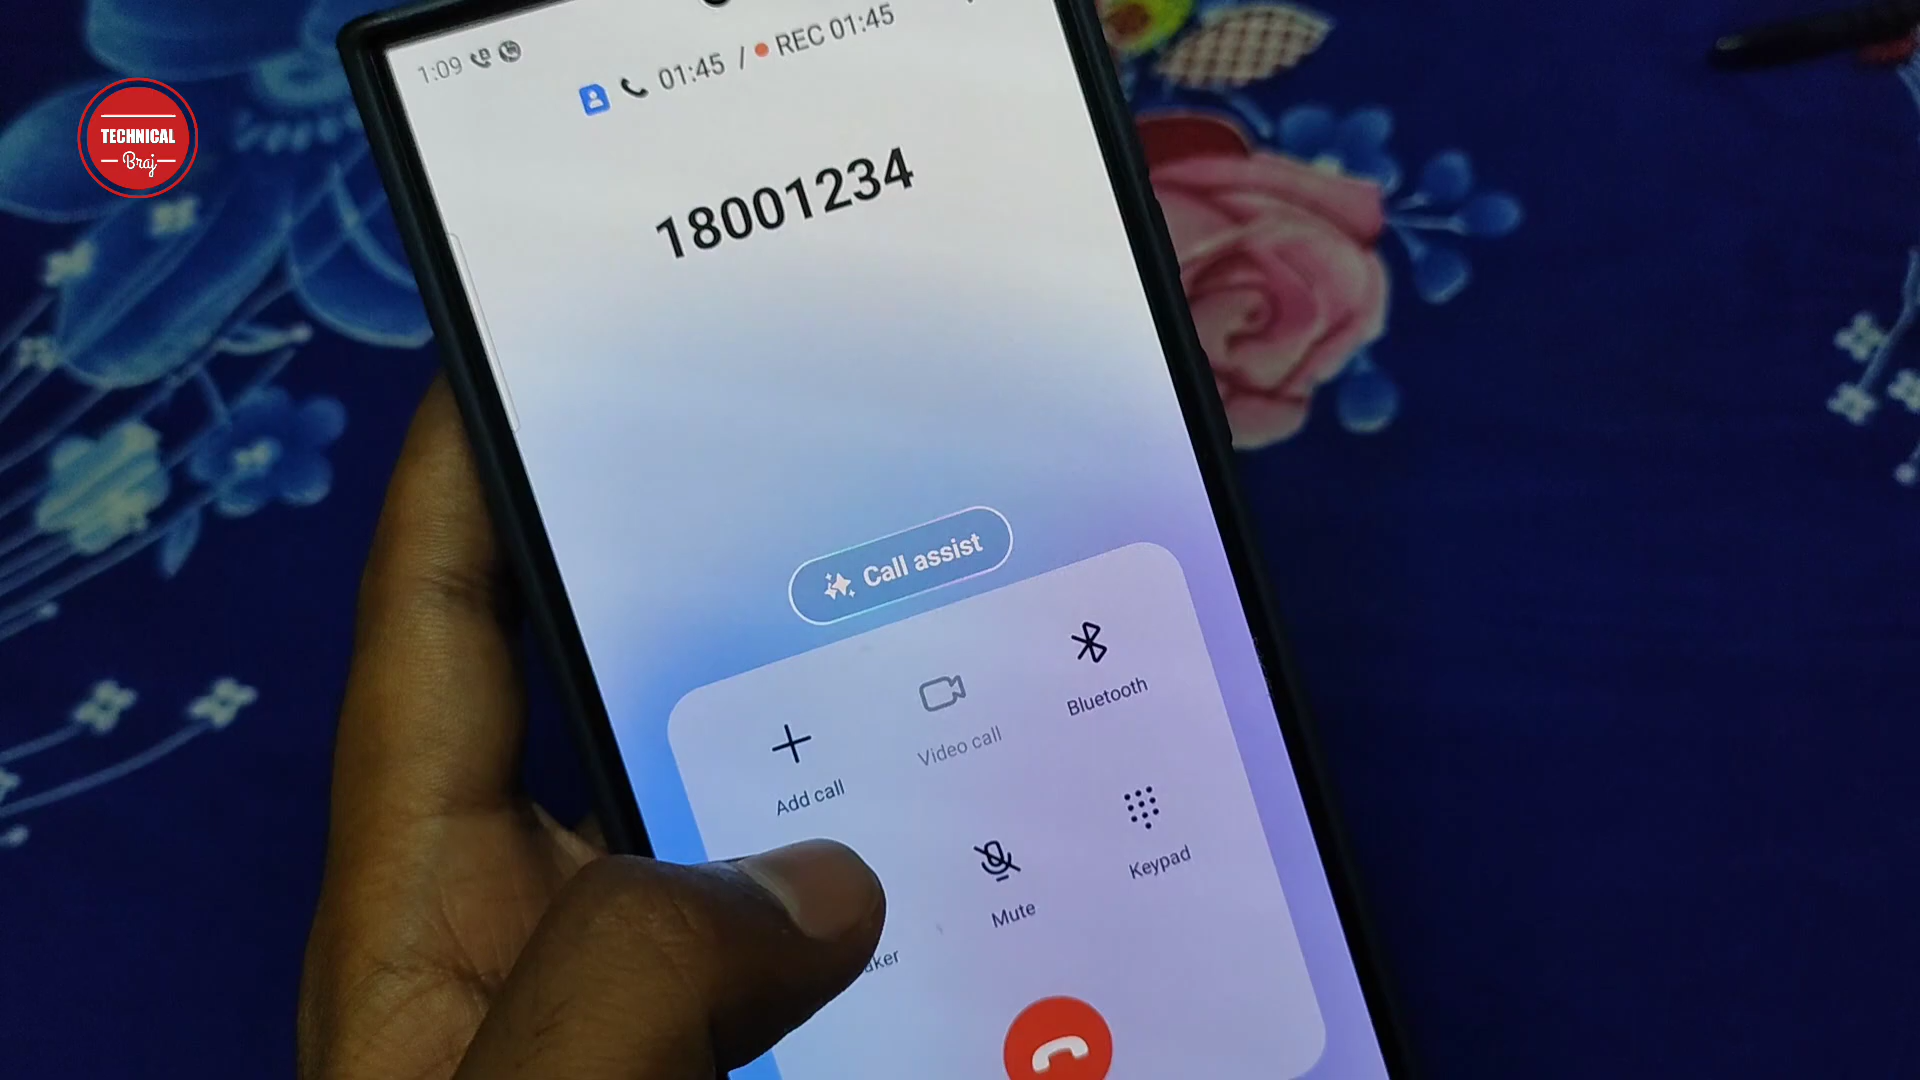 TECHNICAL
Braj
1:09
01:45 / REC 01:45
18001234
Call assist
Add call
Video call
Bluetooth
Mute
Keypad